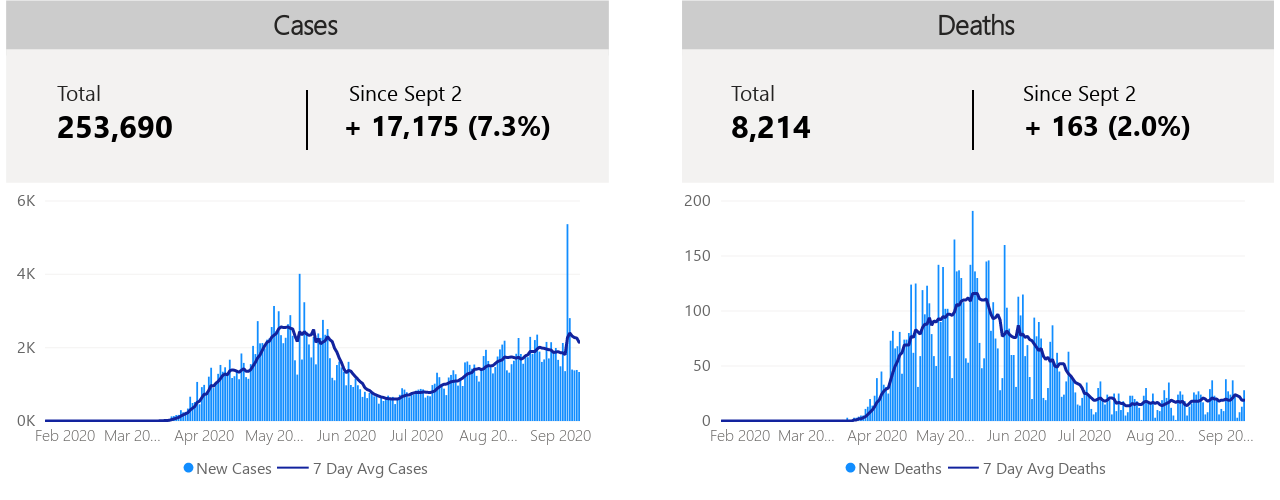 Cases
Total
253,690
Since Sept 2
+ 17,175 (7.3%)
6K
4K
2K
0K
Feb 2020 Mar 20... Apr 2020 May 20... Jun 2020 Jul 2020 Aug 20... Sep 2020
New Cases 7 Day Avg Cases
Deaths
Total
8,214
Since Sept 2
+ 163 (2.0%)
200
150
100
50
0
Feb 2020 Mar 20... Apr 2020 May 20... Jun 2020 Jul 2020 Aug 20... Sep 20...
New Deaths 7 Day Avg Deaths